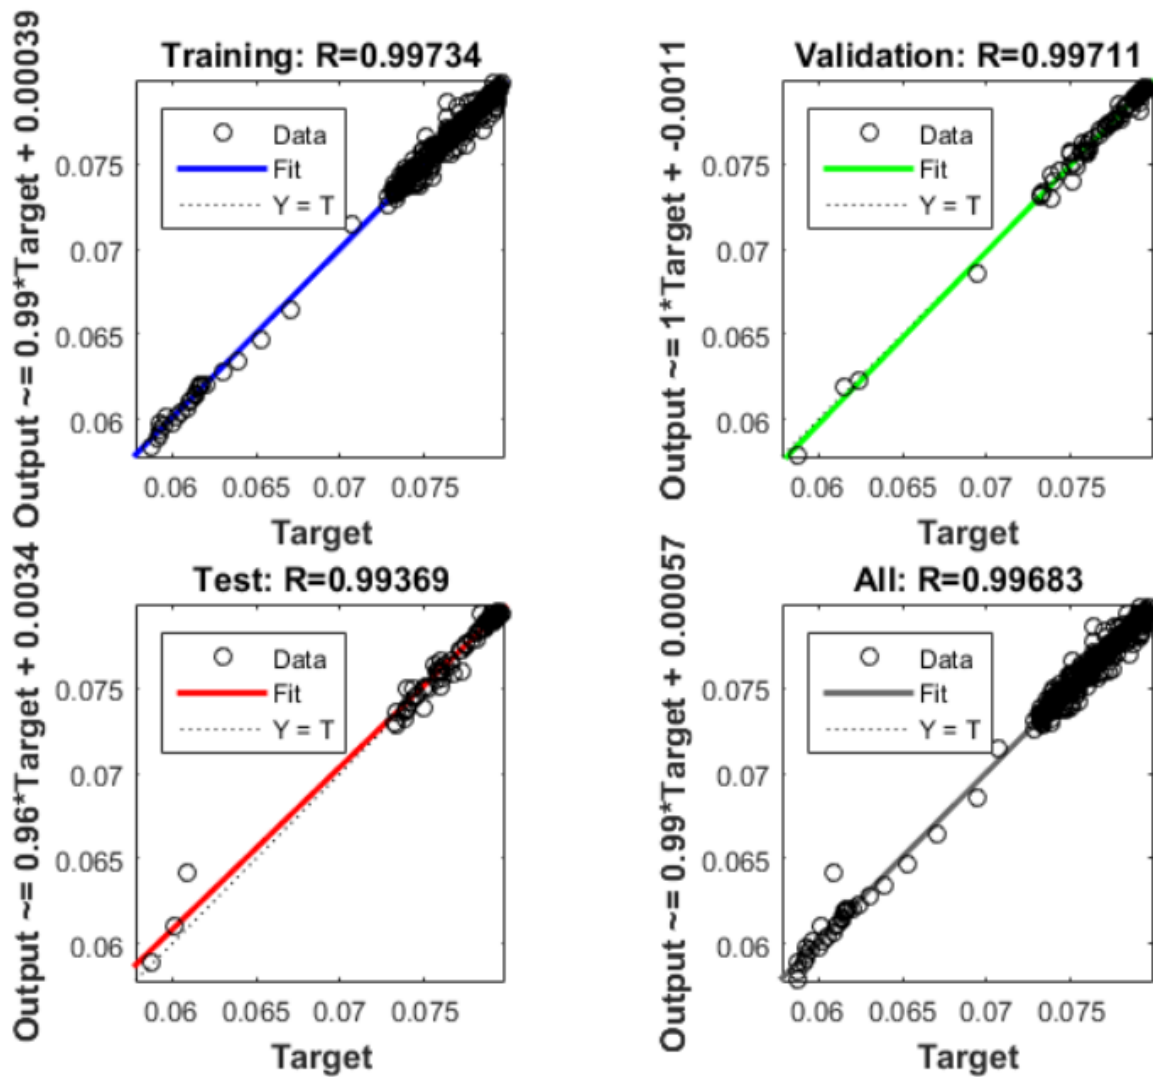 Training: R=0.99734
Output ~= 0.99*Target + 0.00039
Data
Fit
Y = T
0.075
0.07
0.065
0.06
0.06 0.065 0.07 0.075
Target
Validation: R=0.99711
Output ~= 1*Target + -0.0011
Data
Fit
Y = T
0.075
0.07
0.065
0.06
0.06 0.065 0.07 0.075
Target
Test: R=0.99369
Output ~= 0.96*Target + 0.0034
Data
Fit
Y = T
0.075
0.07
0.065
0.06
0.06 0.065 0.07 0.075
Target
All: R=0.99683
Output ~= 0.99*Target + 0.00057
Data
Fit
Y = T
0.075
0.07
0.065
0.06
0.06 0.065 0.07 0.075
Target